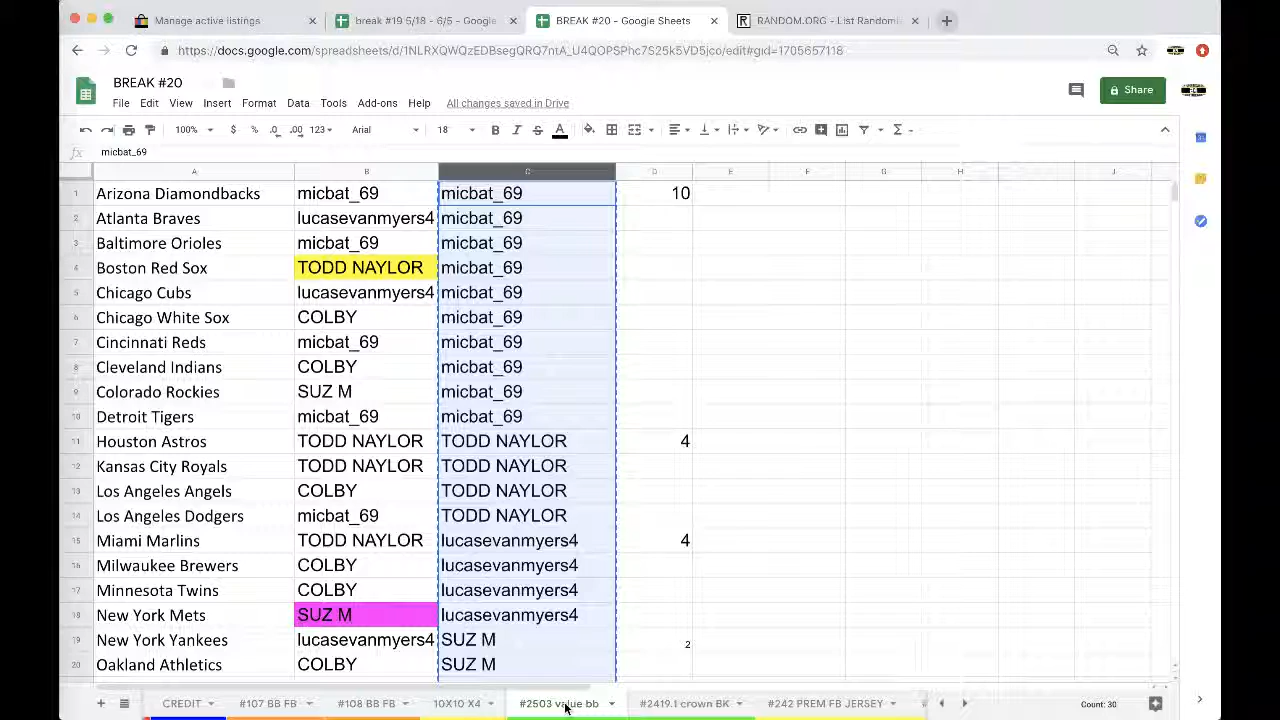 Manage active listings
break #19 5/18 - 6/5 - Google
BREAK #20 - Google Sheets
RANDOM.ORG - List Randomi
https://docs.google.com/spreadsheets/d/1NLRXQWQzEDBsegQRQ7ntA_U4QOPSPhc7S25k5VD5jco/edit#gid=1705657118
BREAK #20
File Edit View Insert Format Data Tools Add-ons Help All changes saved in Drive
Share
100% $ % .0 .00 123 Arial 18 B I S A
fx micbat_69
A B C D E F G H J
1 Arizona Diamondbacks micbat_69 micbat_69 10
2 Atlanta Braves lucasevanmyers4 micbat_69
3 Baltimore Orioles micbat_69 micbat_69
4 Boston Red Sox TODD NAYLOR micbat_69
5 Chicago Cubs lucasevanmyers4 micbat_69
6 Chicago White Sox COLBY micbat_69
7 Cincinnati Reds micbat_69 micbat_69
8 Cleveland Indians COLBY micbat_69
9 Colorado Rockies SUZ M micbat_69
10 Detroit Tigers micbat_69 micbat_69
11 Houston Astros TODD NAYLOR TODD NAYLOR 4
12 Kansas City Royals TODD NAYLOR TODD NAYLOR
13 Los Angeles Angels COLBY TODD NAYLOR
14 Los Angeles Dodgers micbat_69 TODD NAYLOR
15 Miami Marlins TODD NAYLOR lucasevanmyers4 4
16 Milwaukee Brewers COLBY lucasevanmyers4
17 Minnesota Twins COLBY lucasevanmyers4
18 New York Mets SUZ M lucasevanmyers4
19 New York Yankees lucasevanmyers4 SUZ M 2
20 Oakland Athletics COLBY SUZ M
CREDIT #107 BB FB #108 BB FB 10X10 X4 #2503 value bb #2419.1 crown BK #242 PREM FB JERSEY Count: 30